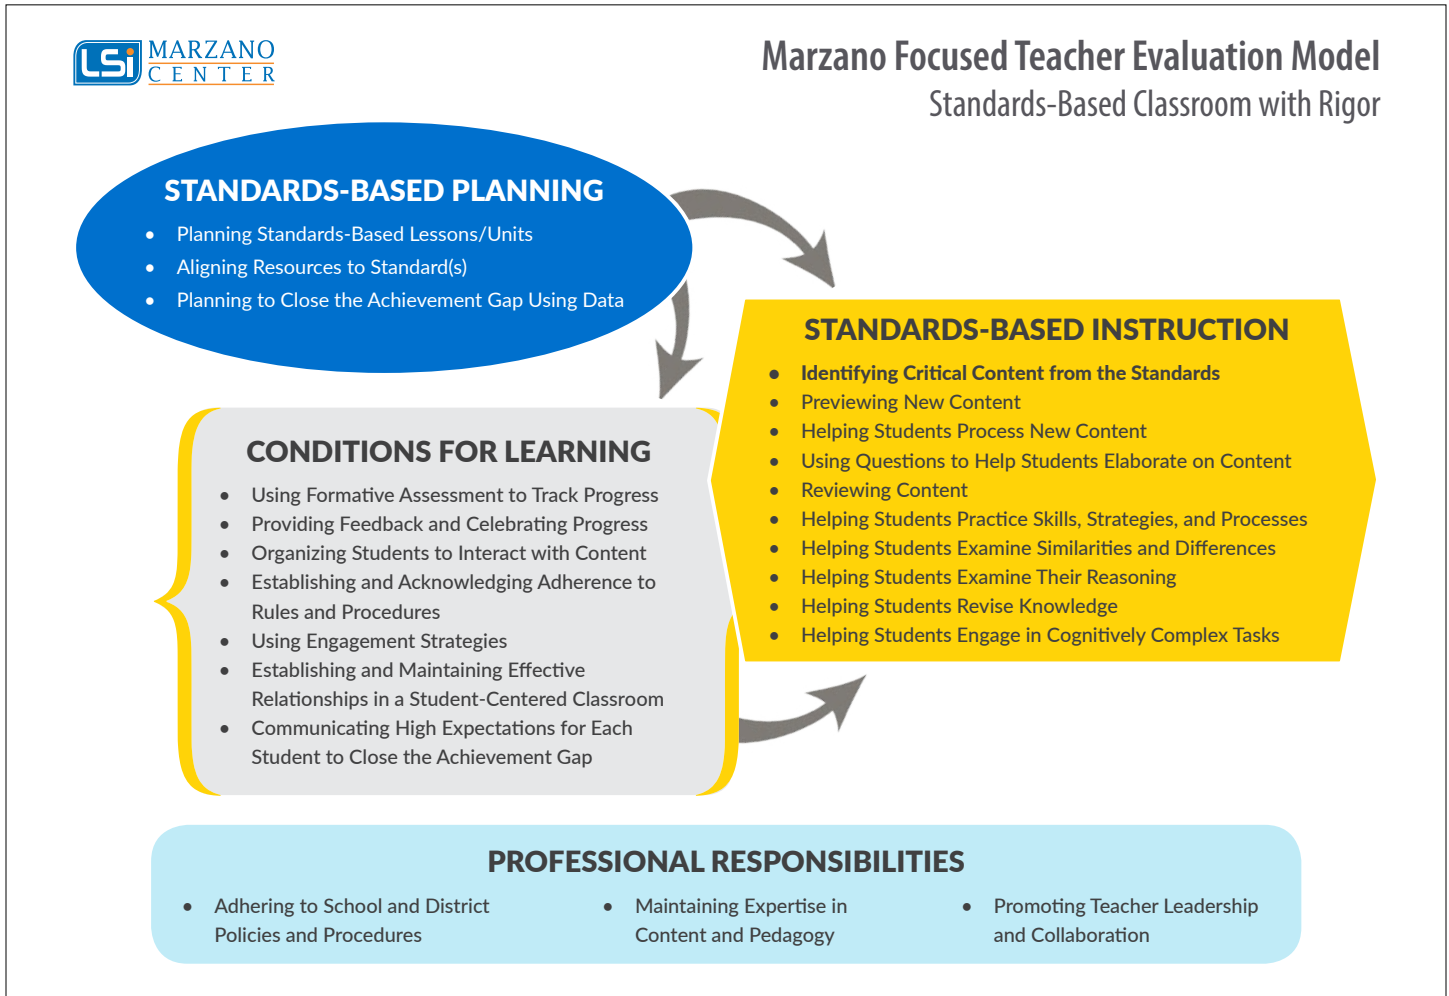 LSi MARZANO
CENTER
Marzano Focused Teacher Evaluation Model
Standards-Based Classroom with Rigor
STANDARDS-BASED PLANNING
• Planning Standards-Based Lessons/Units
• Aligning Resources to Standard(s)
• Planning to Close the Achievement Gap Using Data
STANDARDS-BASED INSTRUCTION
• Identifying Critical Content from the Standards
• Previewing New Content
• Helping Students Process New Content
• Using Questions to Help Students Elaborate on Content
• Reviewing Content
• Helping Students Practice Skills, Strategies, and Processes
• Helping Students Examine Similarities and Differences
• Helping Students Examine Their Reasoning
• Helping Students Revise Knowledge
• Helping Students Engage in Cognitively Complex Tasks
CONDITIONS FOR LEARNING
• Using Formative Assessment to Track Progress
• Providing Feedback and Celebrating Progress
• Organizing Students to Interact with Content
• Establishing and Acknowledging Adherence to
Rules and Procedures
• Using Engagement Strategies
• Establishing and Maintaining Effective
Relationships in a Student-Centered Classroom
• Communicating High Expectations for Each
Student to Close the Achievement Gap
PROFESSIONAL RESPONSIBILITIES
• Adhering to School and District
Policies and Procedures
• Maintaining Expertise in
Content and Pedagogy
• Promoting Teacher Leadership
and Collaboration